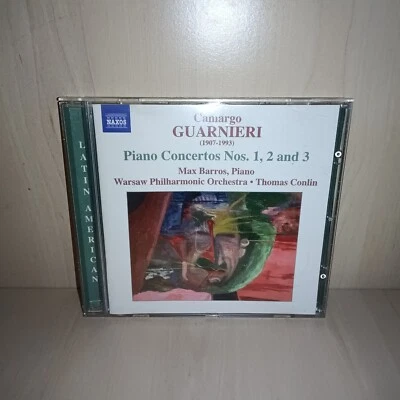 NAXOS
Camargo
GUARNIERI
(1907-1993)
Piano Concertos Nos. 1, 2 and 3
Max Barros, Piano
Warsaw Philharmonic Orchestra • Thomas Conlin
LATIN AMERICAN